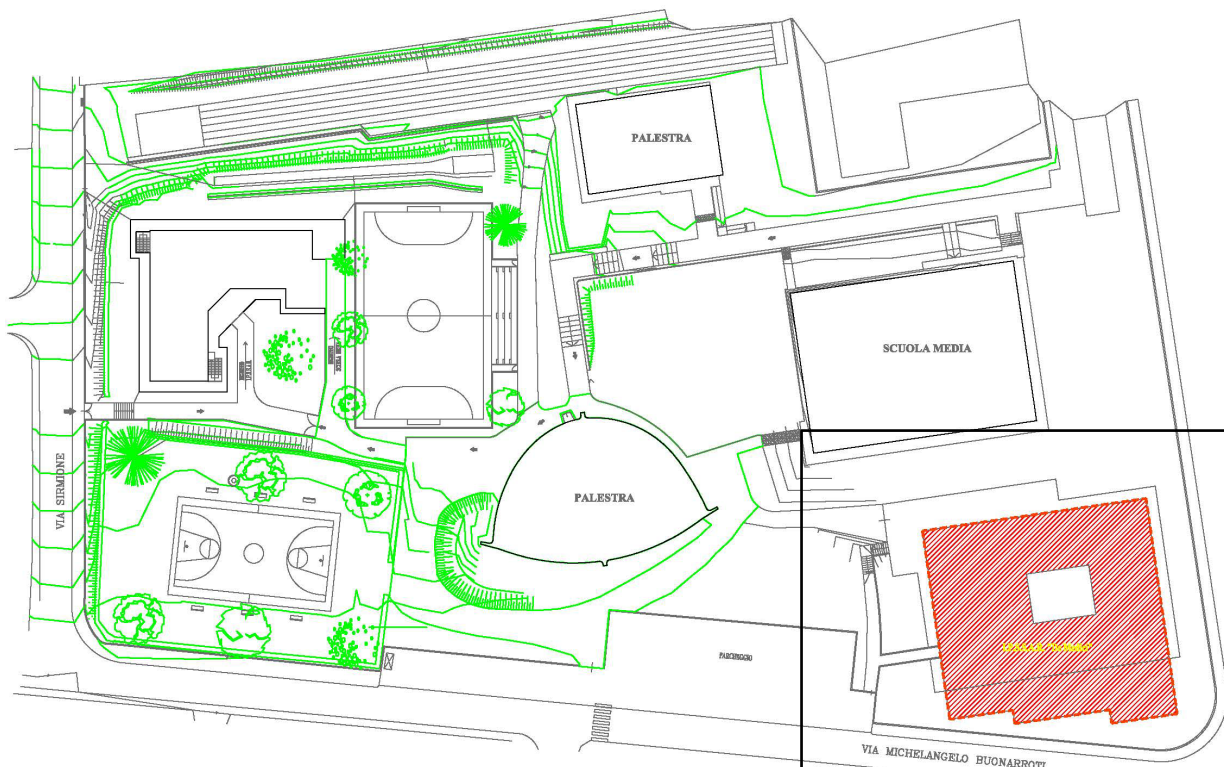 PALESTRA
SCUOLA MEDIA
PALESTRA
VIA SIRMIONE
PARCHEGGIO
VIA MICHELANGELO BUONARROTI